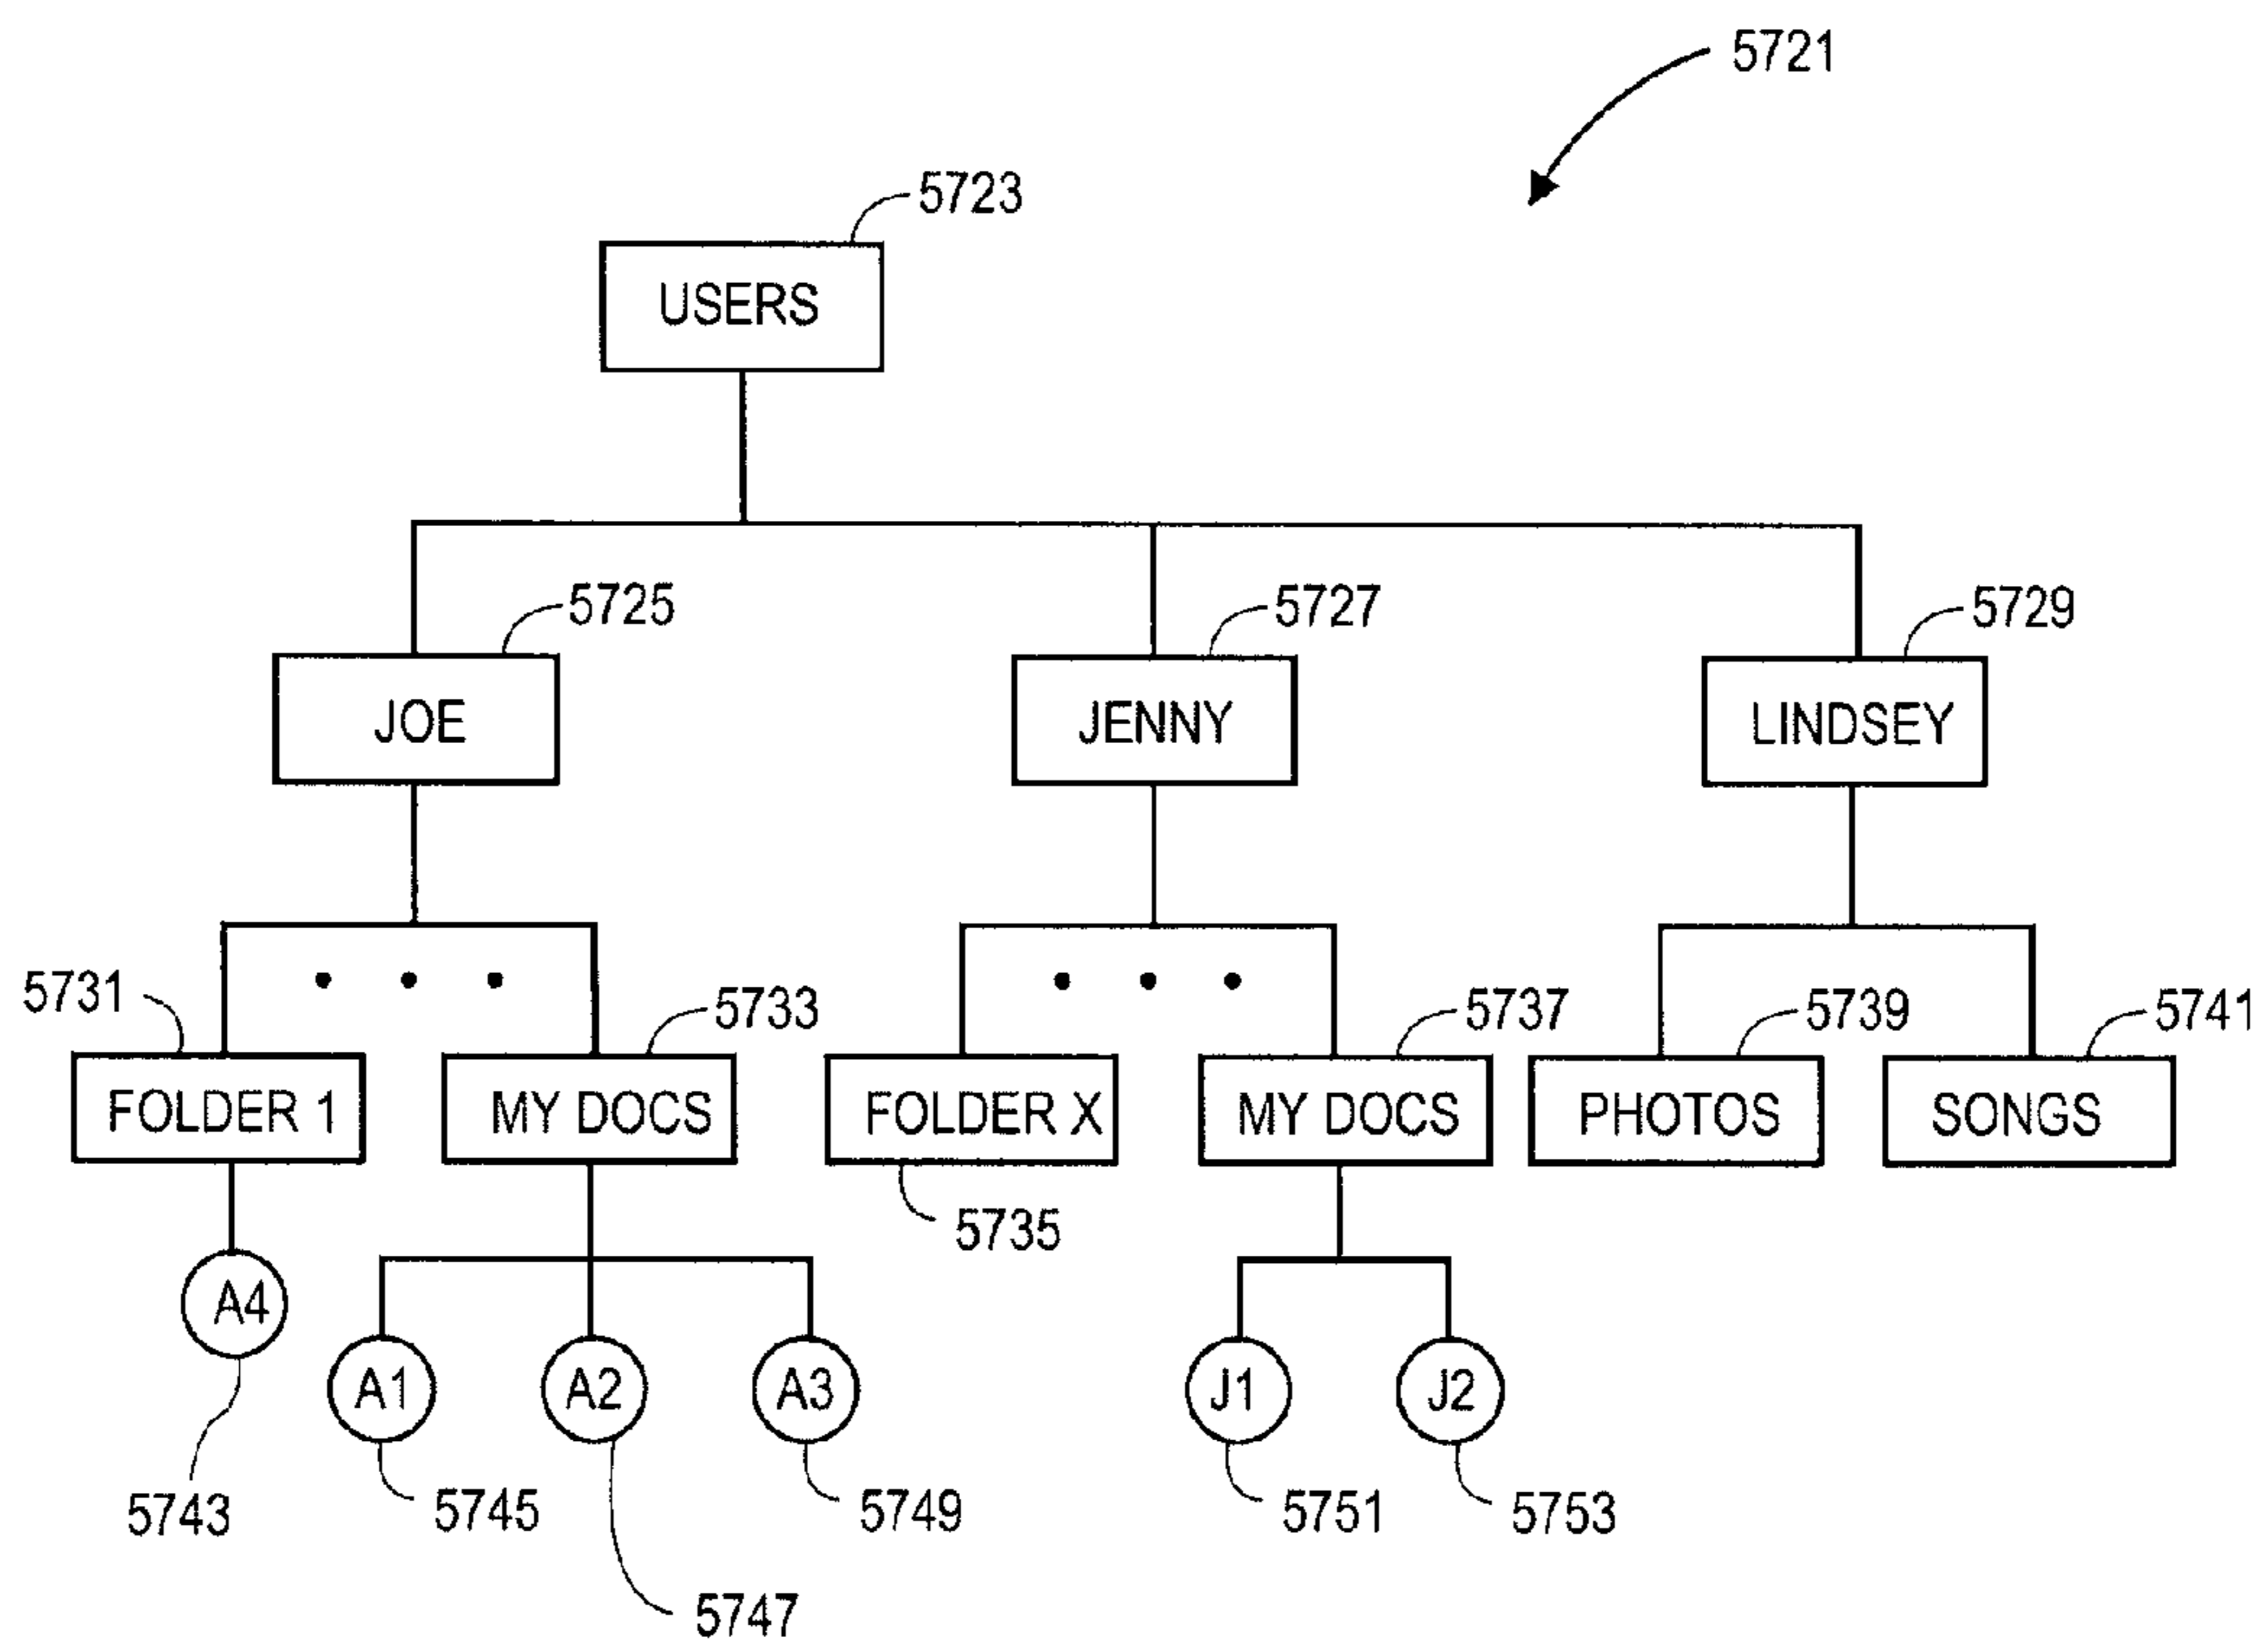 5721
5723
USERS
5725
5727
5729
JOE
JENNY
LINDSEY
5731
5733
5737
5739
5741
FOLDER 1
MY DOCS
FOLDER X
MY DOCS
PHOTOS
SONGS
5735
A4
A1
A2
A3
J1
J2
5743
5745
5749
5751
5753
5747